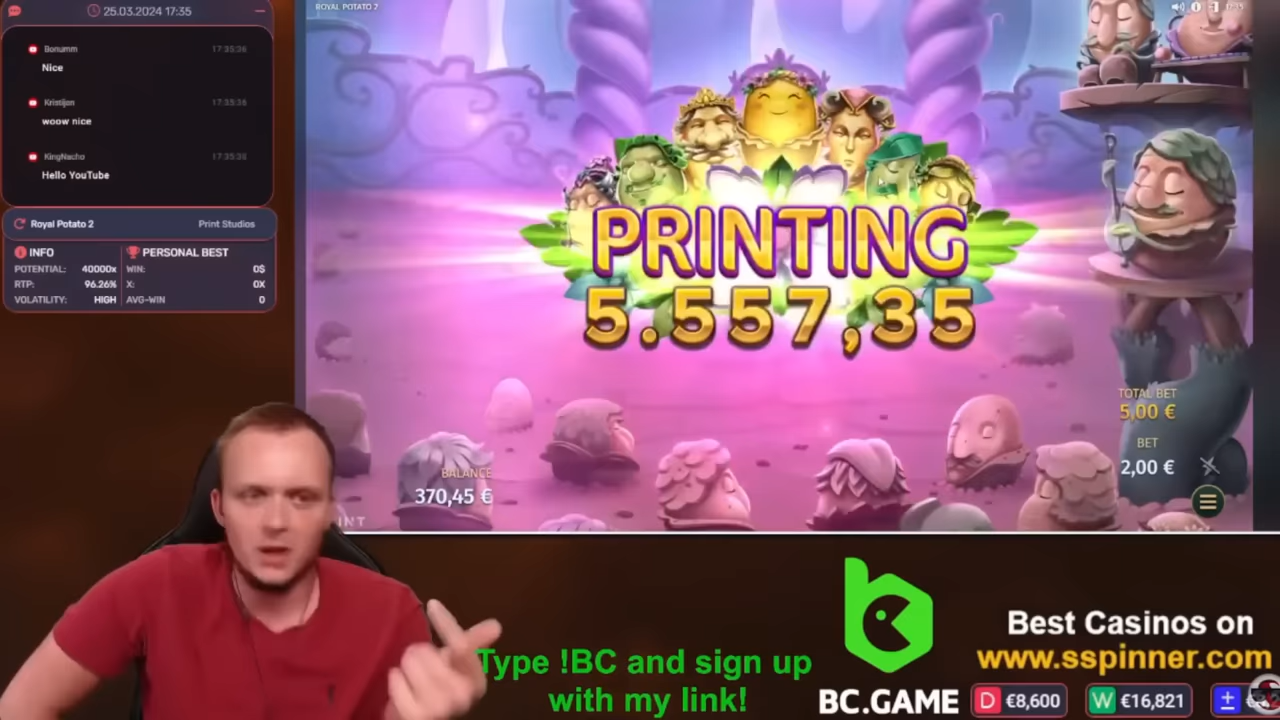 25.03.2024 17:35
Bonumm 17:35:36
Nice
Kristijan 17:35:36
woow nice
KingNacho 17:35:38
Hello YouTube
Royal Potato 2 Print Studios
INFO
POTENTIAL: 40000x
RTP: 96.26%
VOLATILITY: HIGH
PERSONAL BEST
WIN: 0$
X: 0X
AVG-WIN 0
ROYAL POTATO 2
PRINTING
5.557,35
TOTAL BET
5,00 €
BET
2,00 €
BALANCE
370,45 €
Type !BC and sign up
with my link!
BC.GAME
Best Casinos on
www.sspinner.com
D €8,600
W €16,821